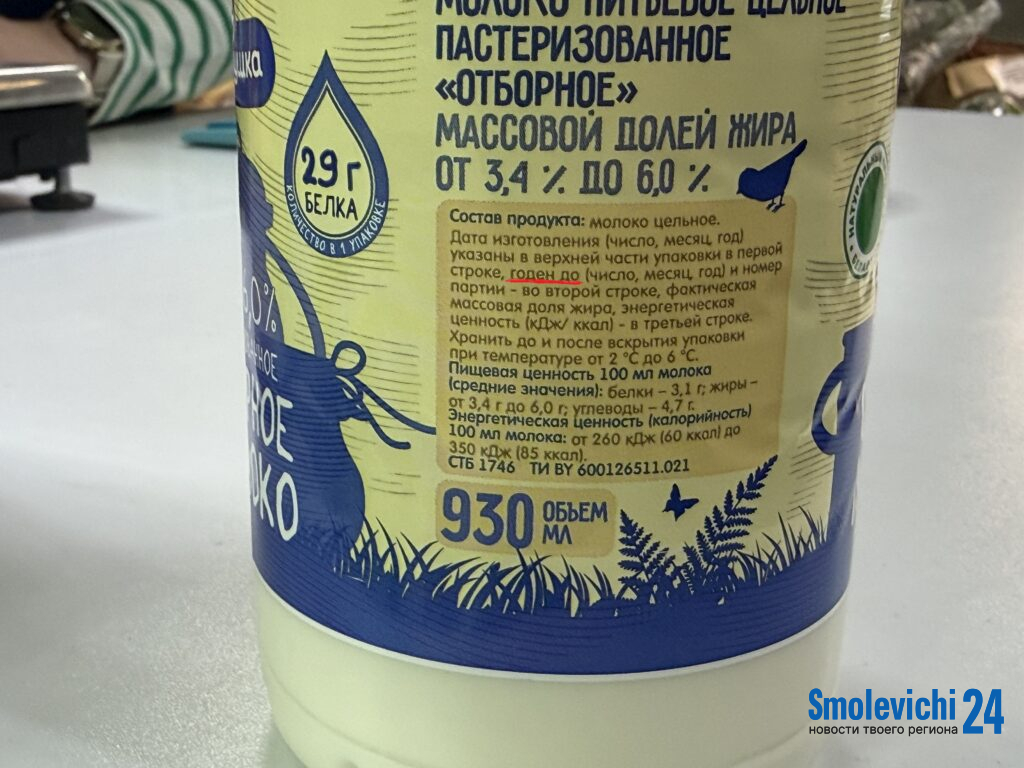 МОЛОКО ПИТЬЕВОЕ ЦЕЛЬНОЕ
ПАСТЕРИЗОВАННОЕ
«ОТБОРНОЕ»
МАССОВОЙ ДОЛЕЙ ЖИРА
ОТ 3,4 % ДО 6,0 %
29 г
БЕЛКА
КОЛИЧЕСТВО В 1 УПАКОВКЕ
Состав продукта: молоко цельное.
Дата изготовления (число, месяц, год)
указаны в верхней части упаковки в первой
строке, годен до (число, месяц, год) и номер
партии - во второй строке, фактическая
массовая доля жира, энергетическая
ценность (кДж/ ккал) - в третьей строке.
Хранить до и после вскрытия упаковки
при температуре от 2 °С до 6 °С.
Пищевая ценность 100 мл молока
(средние значения): белки – 3,1 г; жиры –
от 3,4 г до 6,0 г; углеводы – 4,7 г.
Энергетическая ценность (калорийность)
100 мл молока: от 260 кДж (60 ккал) до
350 кДж (85 ккал).
СТБ 1746 ТИ BY 600126511.021
930 ОБЪЕМ
МЛ
НАТУРАЛЬНЫЙ
Smolevichi 24
новости твоего региона